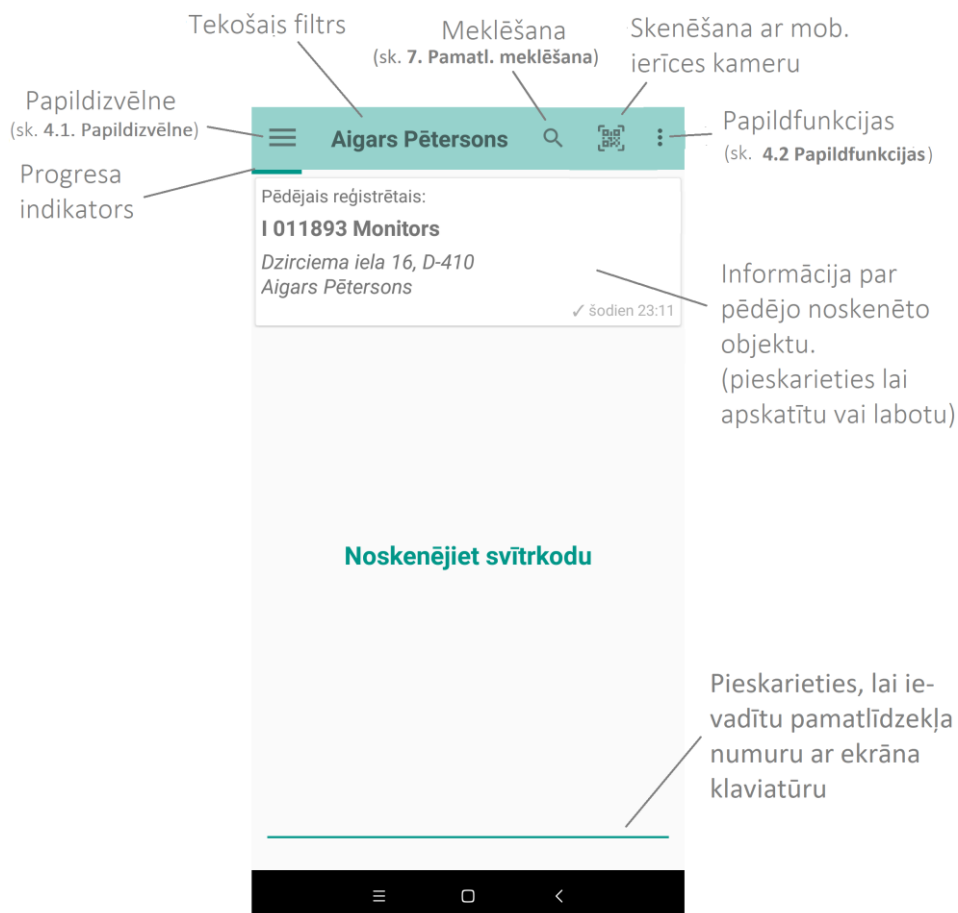 Tekošais filtrs
Meklēšana
(sk. 7. Pamatl. meklēšana)
Skenēšana ar mob.
ierīces kameru
Papildizvēlne
(sk. 4.1. Papildizvēlne)
Papildfunkcijas
(sk. 4.2 Papildfunkcijas)
Progresa
indikators
Aigars Pētersons
Pēdējais reģistrētais:
I 011893 Monitors
Dzirciema iela 16, D-410
Aigars Pētersons
✓ šodien 23:11
Informācija par
pēdējo noskenēto
objektu.
(pieskarieties lai
apskatītu vai labotu)
Noskenējiet svītrkodu
Pieskarieties, lai ie-
vadītu pamatlīdzekļa
numuru ar ekrāna
klaviatūru